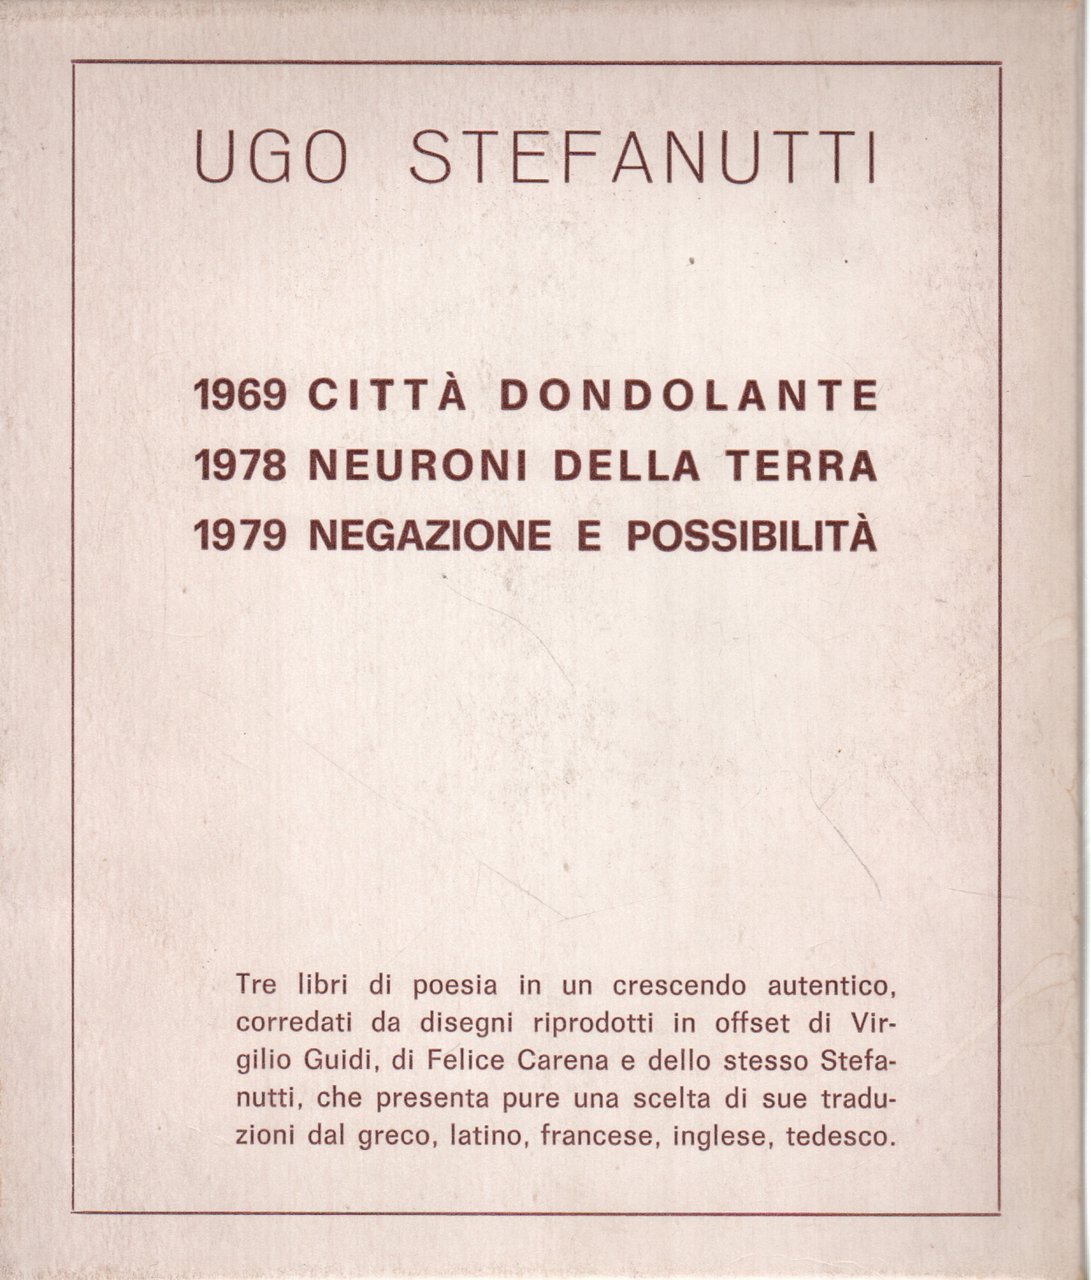 UGO STEFANUTTI
1969 CITTÀ DONDOLANTE
1978 NEURONI DELLA TERRA
1979 NEGAZIONE E POSSIBILITÀ
Tre libri di poesia in un crescendo autentico,
corredati da disegni riprodotti in offset di Vir-
gilio Guidi, di Felice Carena e dello stesso Stefa-
nutti, che presenta pure una scelta di sue tradu-
zioni dal greco, latino, francese, inglese, tedesco.